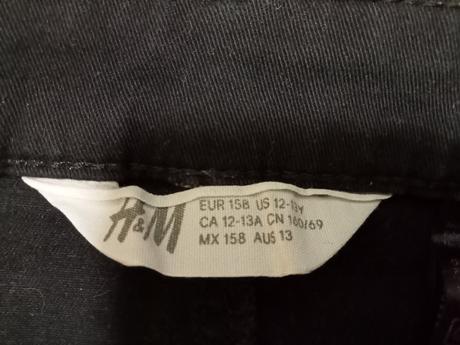 H&M
EUR 158 US 12-13Y
CA 12-13A CN 160/69
MX 158 AUS 13